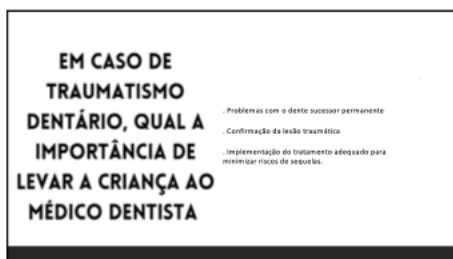 EM CASO DE
TRAUMATISMO
DENTÁRIO, QUAL A
IMPORTÂNCIA DE
LEVAR A CRIANÇA AO
MÉDICO DENTISTA
. Problemas com o dente sucessor permanente
. Confirmação da lesão traumática
. Implementação do tratamento adequado para
minimizar riscos de sequelas.